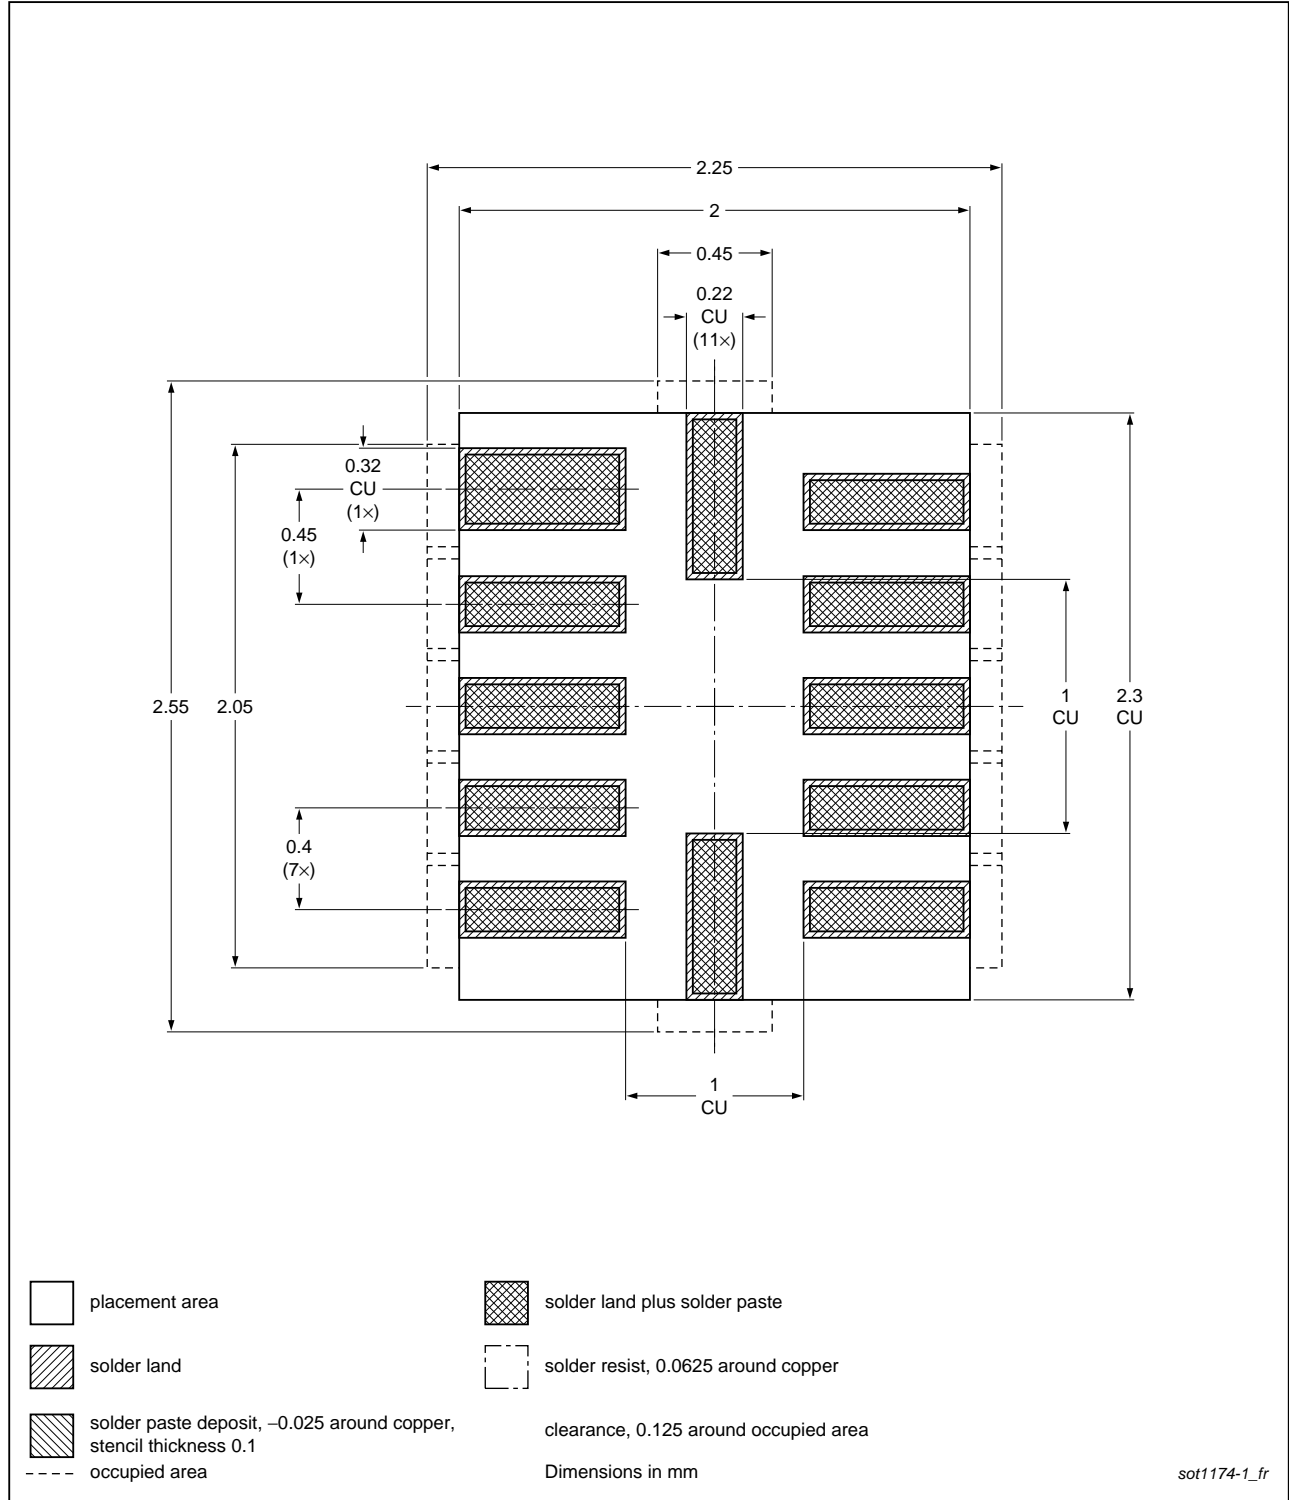 2.25
2
0.45
0.22
CU
(11×)
0.32
CU
(1×)
0.45
(1×)
2.55
2.05
1
CU
2.3
CU
0.4
(7×)
1
CU
placement area
solder land plus solder paste
solder land
solder resist, 0.0625 around copper
solder paste deposit, −0.025 around copper,
stencil thickness 0.1
clearance, 0.125 around occupied area
occupied area
Dimensions in mm
sot1174-1_fr